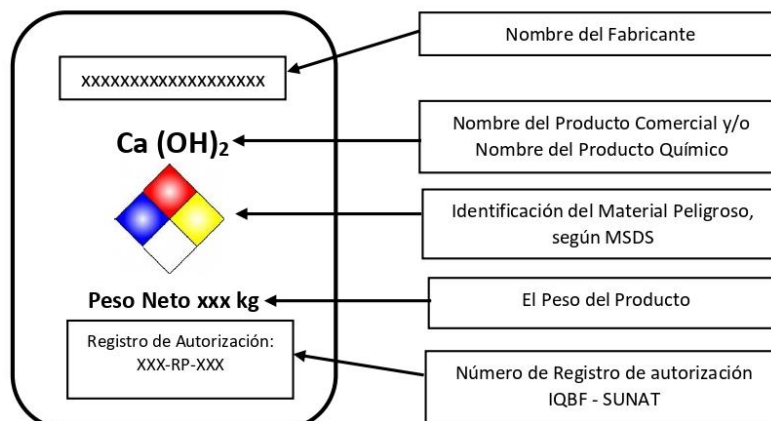 Nombre del Fabricante
XXXXXXXXXXXXXXXXXXX
Ca (OH)₂
Nombre del Producto Comercial y/o
Nombre del Producto Químico
Identificación del Material Peligroso,
según MSDS
Peso Neto xxx kg
El Peso del Producto
Registro de Autorización:
XXX-RP-XXX
Número de Registro de autorización
IQBF - SUNAT